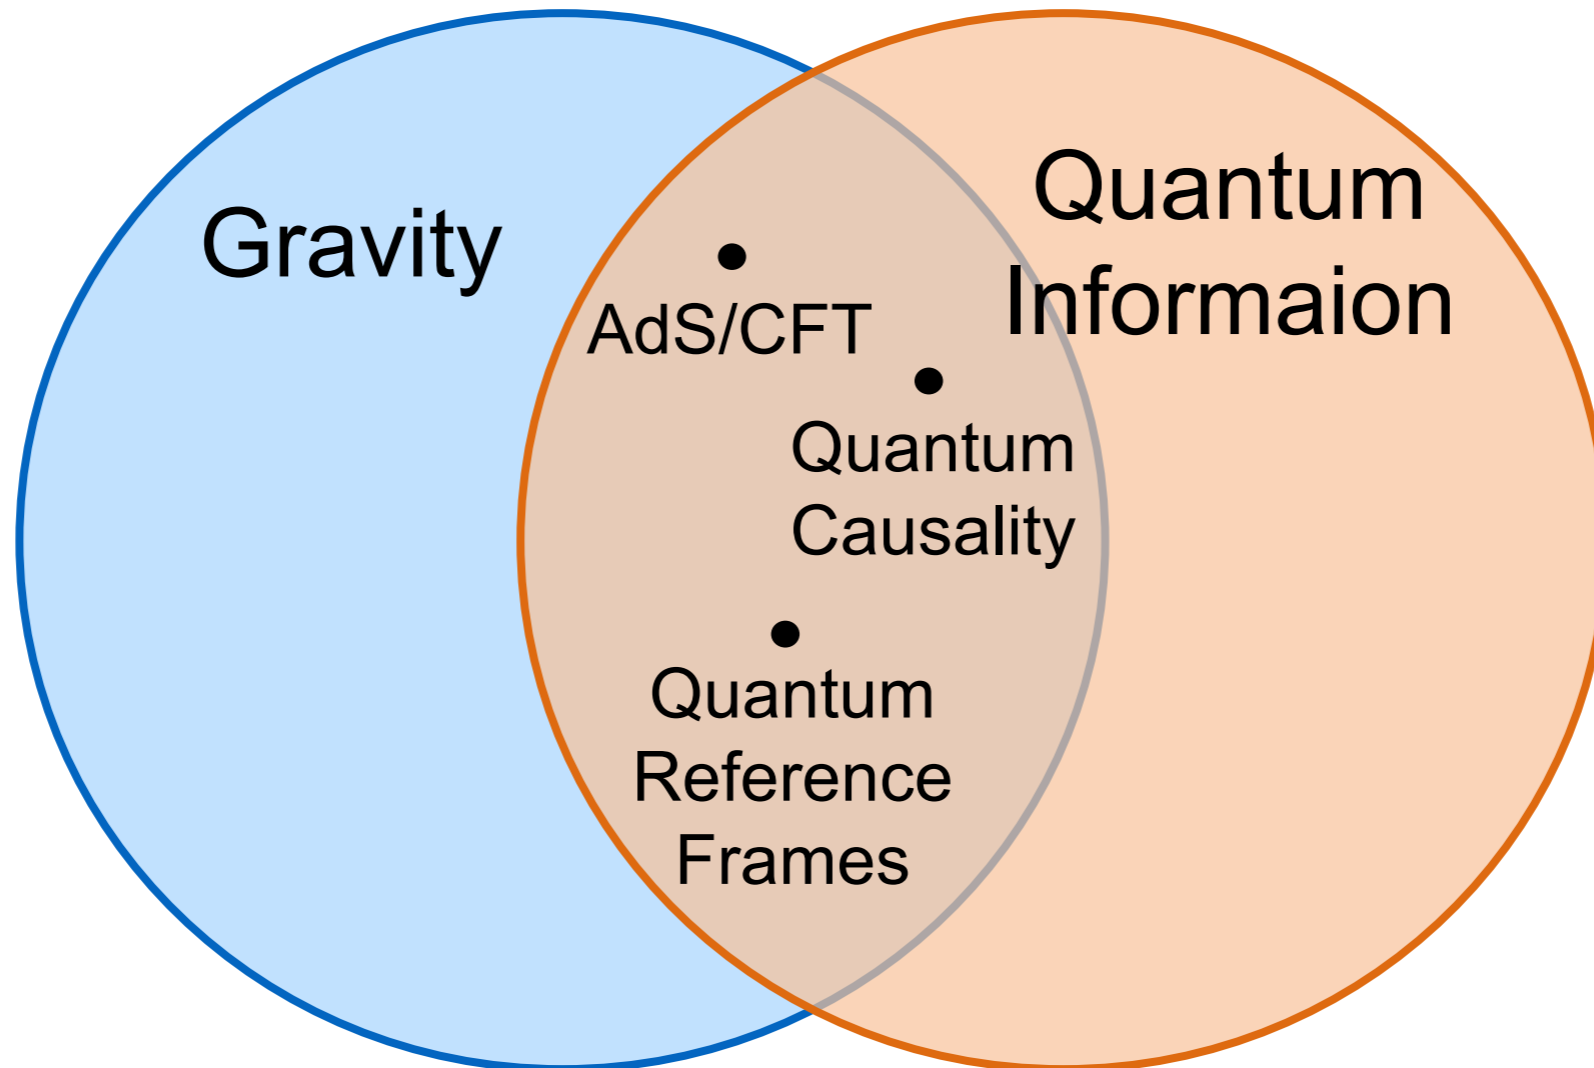 Gravity
Quantum
Informaion
AdS/CFT
Quantum
Causality
Quantum
Reference
Frames